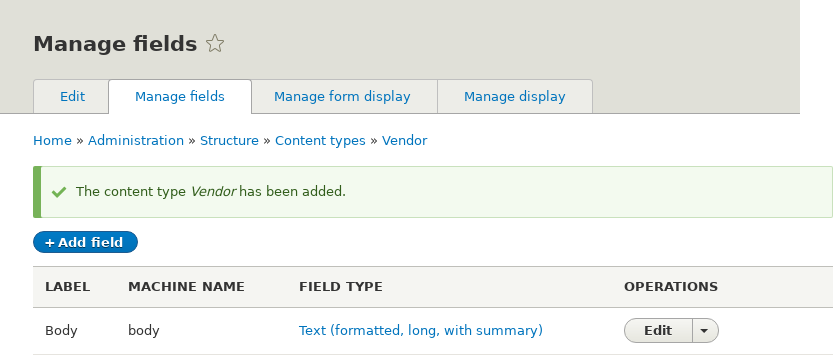 Manage fields
Edit Manage fields Manage form display Manage display
Home » Administration » Structure » Content types » Vendor
The content type Vendor has been added.
+ Add field
LABEL MACHINE NAME FIELD TYPE OPERATIONS
Body body Text (formatted, long, with summary) Edit